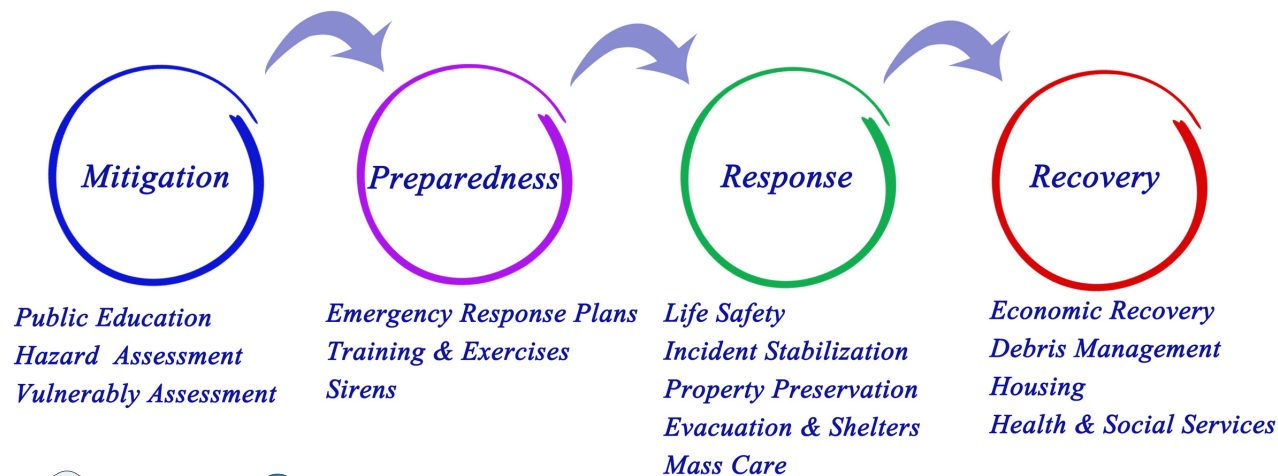 Mitigation
Public Education
Hazard Assessment
Vulnerably Assessment
Preparedness
Emergency Response Plans
Training & Exercises
Sirens
Response
Life Safety
Incident Stabilization
Property Preservation
Evacuation & Shelters
Mass Care
Recovery
Economic Recovery
Debris Management
Housing
Health & Social Services